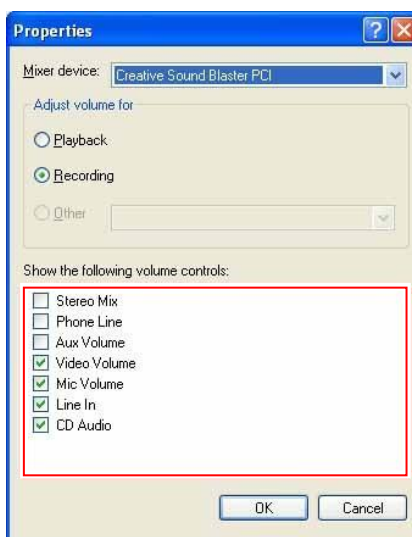 Properties
Mixer device: Creative Sound Blaster PCI
Adjust volume for
Playback
Recording
Other
Show the following volume controls:
Stereo Mix
Phone Line
Aux Volume
Video Volume
Mic Volume
Line In
CD Audio
OK Cancel